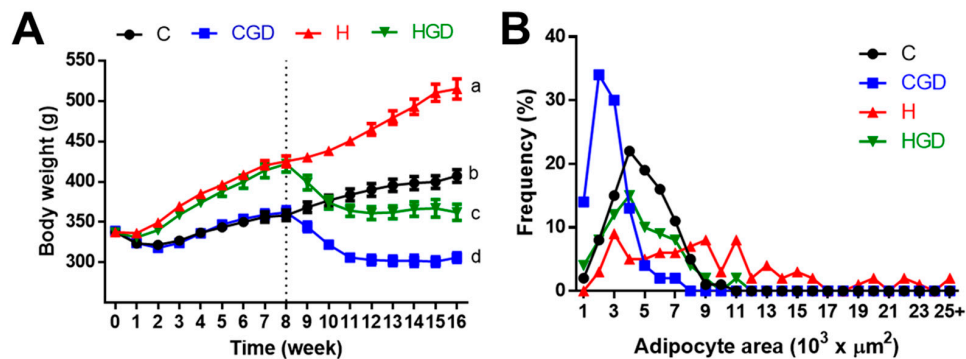 A
C CGD H HGD
Body weight (g)
550
500
450
400
350
300
a
b
c
d
0 1 2 3 4 5 6 7 8 9 10 11 12 13 14 15 16
Time (week)
B
C
CGD
H
HGD
Frequency (%)
40
30
20
10
0
1 3 5 7 9 11 13 15 17 19 21 23 25+
Adipocyte area (10³ x μm²)